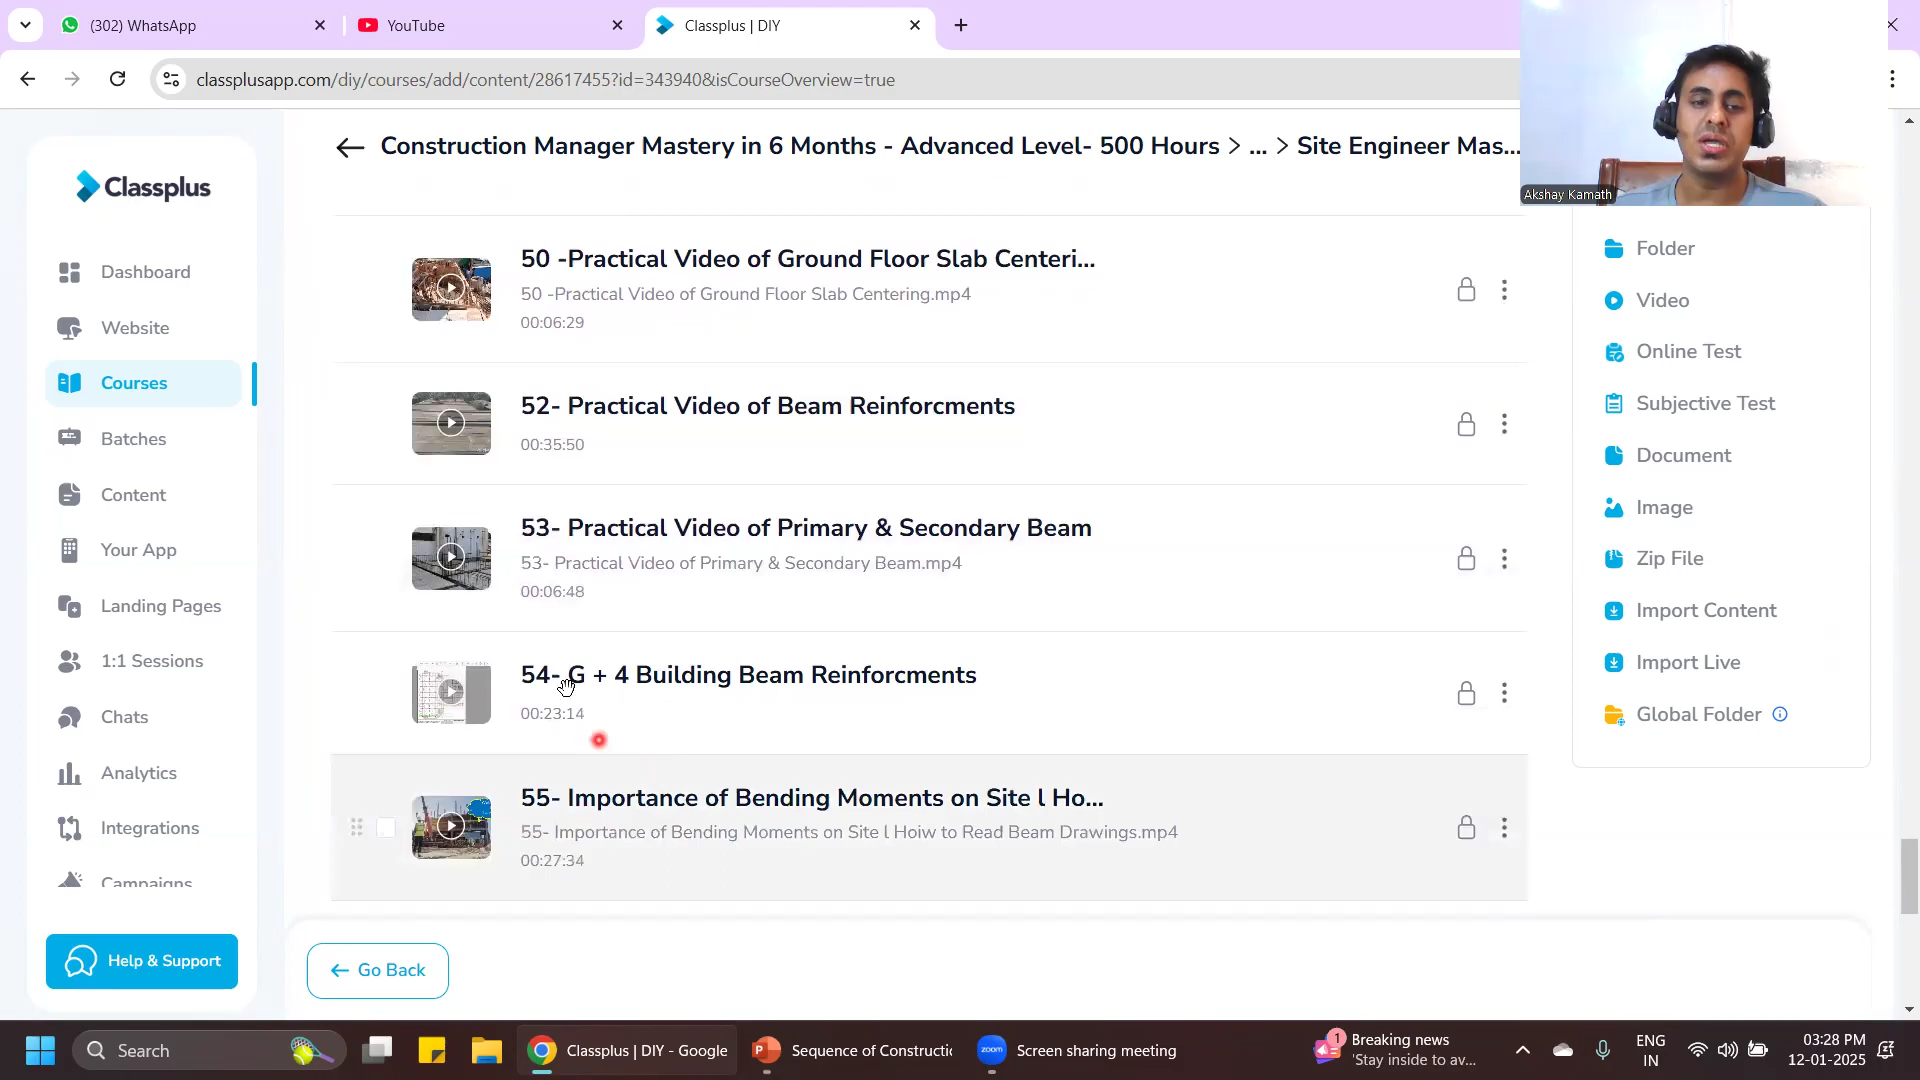 (302) WhatsApp
YouTube
Classplus | DIY
classplusapp.com/diy/courses/add/content/28617455?id=343940&isCourseOverview=true
Akshay Kamath
Classplus
Dashboard
Website
Courses
Batches
Content
Your App
Landing Pages
1:1 Sessions
Chats
Analytics
Integrations
Campaigns
Help & Support
Construction Manager Mastery in 6 Months - Advanced Level- 500 Hours > ... > Site Engineer Mas...
50 -Practical Video of Ground Floor Slab Centeri...
50 -Practical Video of Ground Floor Slab Centering.mp4
00:06:29
52- Practical Video of Beam Reinforcments
00:35:50
53- Practical Video of Primary & Secondary Beam
53- Practical Video of Primary & Secondary Beam.mp4
00:06:48
54- G + 4 Building Beam Reinforcments
00:23:14
55- Importance of Bending Moments on Site l Ho...
55- Importance of Bending Moments on Site l Hoiw to Read Beam Drawings.mp4
00:27:34
Go Back
Folder
Video
Online Test
Subjective Test
Document
Image
Zip File
Import Content
Import Live
Global Folder
Search
Classplus | DIY - Google
Sequence of Constructic
zoom
Screen sharing meeting
1
Breaking news
'Stay inside to av...
ENG
IN
03:28 PM
12-01-2025